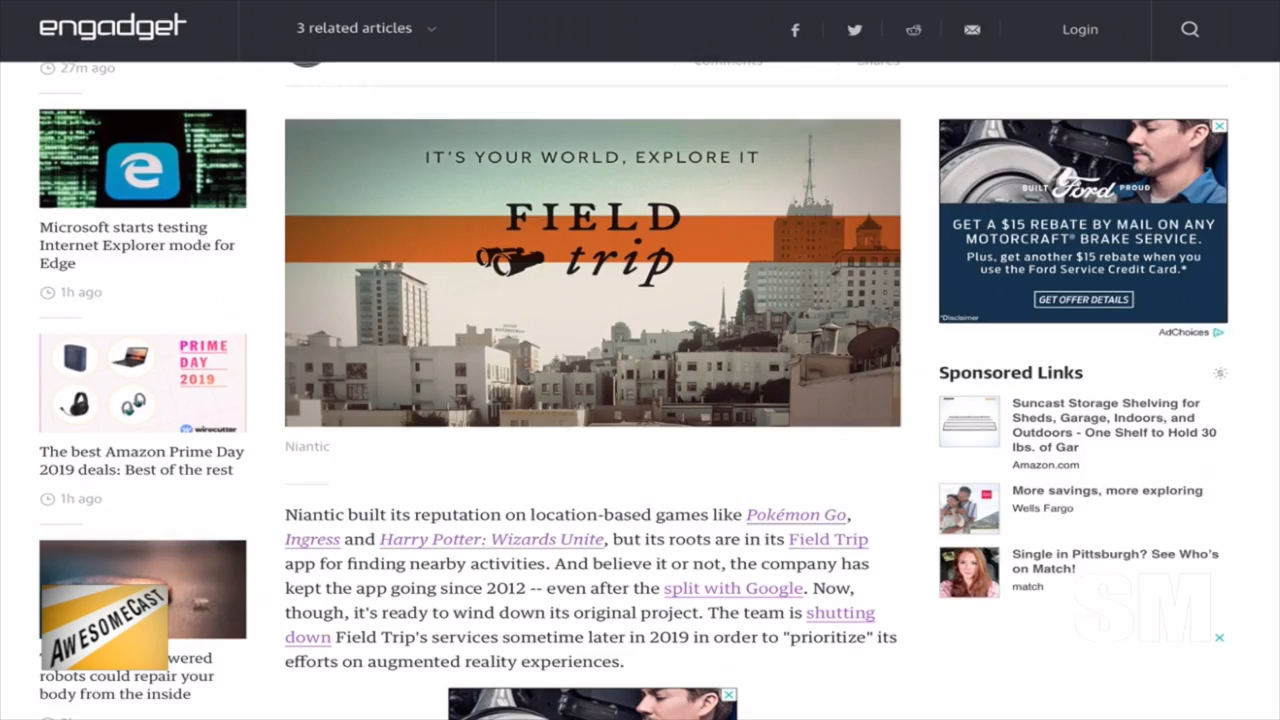 engadget
3 related articles
Login
27m ago
Comments
Shares
Microsoft starts testing
Internet Explorer mode for
Edge
1h ago
PRIME
DAY
2019
wirecutter
The best Amazon Prime Day
2019 deals: Best of the rest
1h ago
AWESOMECAST
wered
robots could repair your
body from the inside
IT'S YOUR WORLD, EXPLORE IT
FIELD
trip
Niantic
Niantic built its reputation on location-based games like Pokémon Go,
Ingress and Harry Potter: Wizards Unite, but its roots are in its Field Trip
app for finding nearby activities. And believe it or not, the company has
kept the app going since 2012 -- even after the split with Google. Now,
though, it's ready to wind down its original project. The team is shutting
down Field Trip's services sometime later in 2019 in order to "prioritize" its
efforts on augmented reality experiences.
BUILT Ford PROUD
GET A $15 REBATE BY MAIL ON ANY
MOTORCRAFT® BRAKE SERVICE.
Plus, get another $15 rebate when you
use the Ford Service Credit Card.*
GET OFFER DETAILS
*Disclaimer
AdChoices
Sponsored Links
Suncast Storage Shelving for
Sheds, Garage, Indoors, and
Outdoors - One Shelf to Hold 30
lbs. of Gar
Amazon.com
More savings, more exploring
Wells Fargo
Single in Pittsburgh? See Who's
on Match!
match
SM